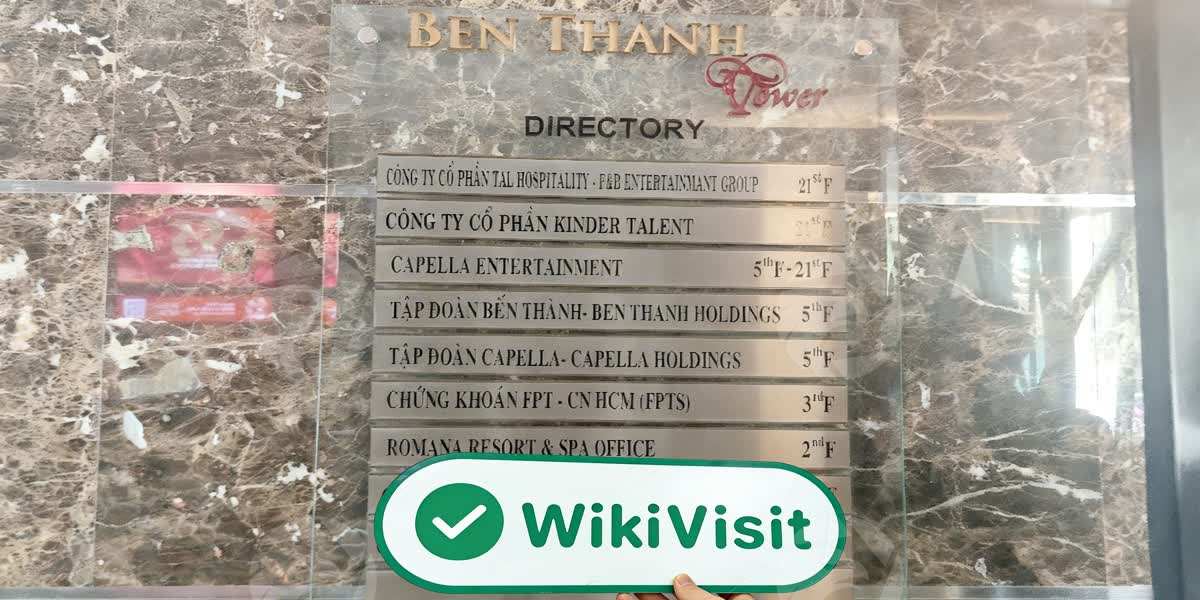 BEN THANH
Tower
DIRECTORY
CÔNG TY CỔ PHẦN TAL HOSPITALITY - F&B ENTERTAINMANT GROUP 21st F
CÔNG TY CỔ PHẦN KINDER TALENT 21st F
CAPELLA ENTERTAINMENT 5th F - 21st F
TẬP ĐOÀN BẾN THÀNH- BEN THANH HOLDINGS 5th F
TẬP ĐOÀN CAPELLA- CAPELLA HOLDINGS 5th F
CHỨNG KHOÁN FPT - CN HCM (FPTS) 3rd F
ROMANA RESORT & SPA OFFICE 2nd F
WikiVisit